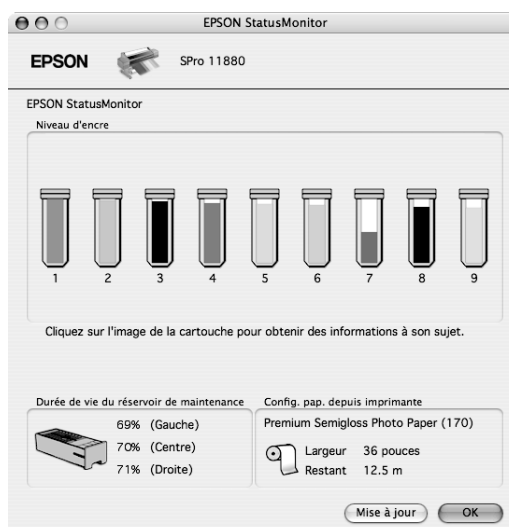 EPSON StatusMonitor
EPSON SPro 11880
EPSON StatusMonitor
Niveau d'encre
1 2 3 4 5 6 7 8 9
Cliquez sur l'image de la cartouche pour obtenir des informations à son sujet.
Durée de vie du réservoir de maintenance
69% (Gauche)
70% (Centre)
71% (Droite)
Config. pap. depuis imprimante
Premium Semigloss Photo Paper (170)
Largeur 36 pouces
Restant 12.5 m
Mise à jour OK